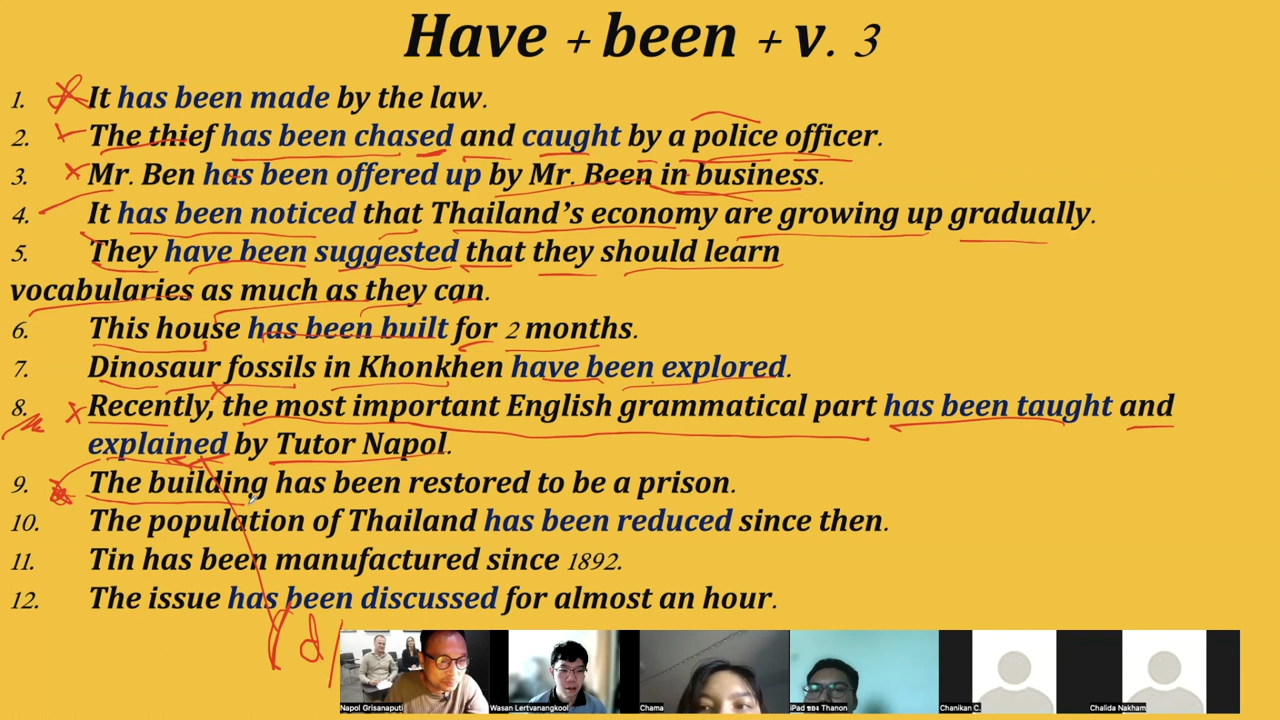 Have + been + v. 3
1. It has been made by the law.
2. The thief has been chased and caught by a police officer.
3. Mr. Ben has been offered up by Mr. Been in business.
4. It has been noticed that Thailand's economy are growing up gradually.
5. They have been suggested that they should learn
vocabularies as much as they can.
6. This house has been built for 2 months.
7. Dinosaur fossils in Khonkhen have been explored.
8. Recently, the most important English grammatical part has been taught and
explained by Tutor Napol.
9. The building has been restored to be a prison.
10. The population of Thailand has been reduced since then.
11. Tin has been manufactured since 1892.
12. The issue has been discussed for almost an hour.
d/
Napol Grisanaputi
Wasan Lertvanangkool
Chama
iPad ของ Thanon
Chanikan C.
Chalida Nakham